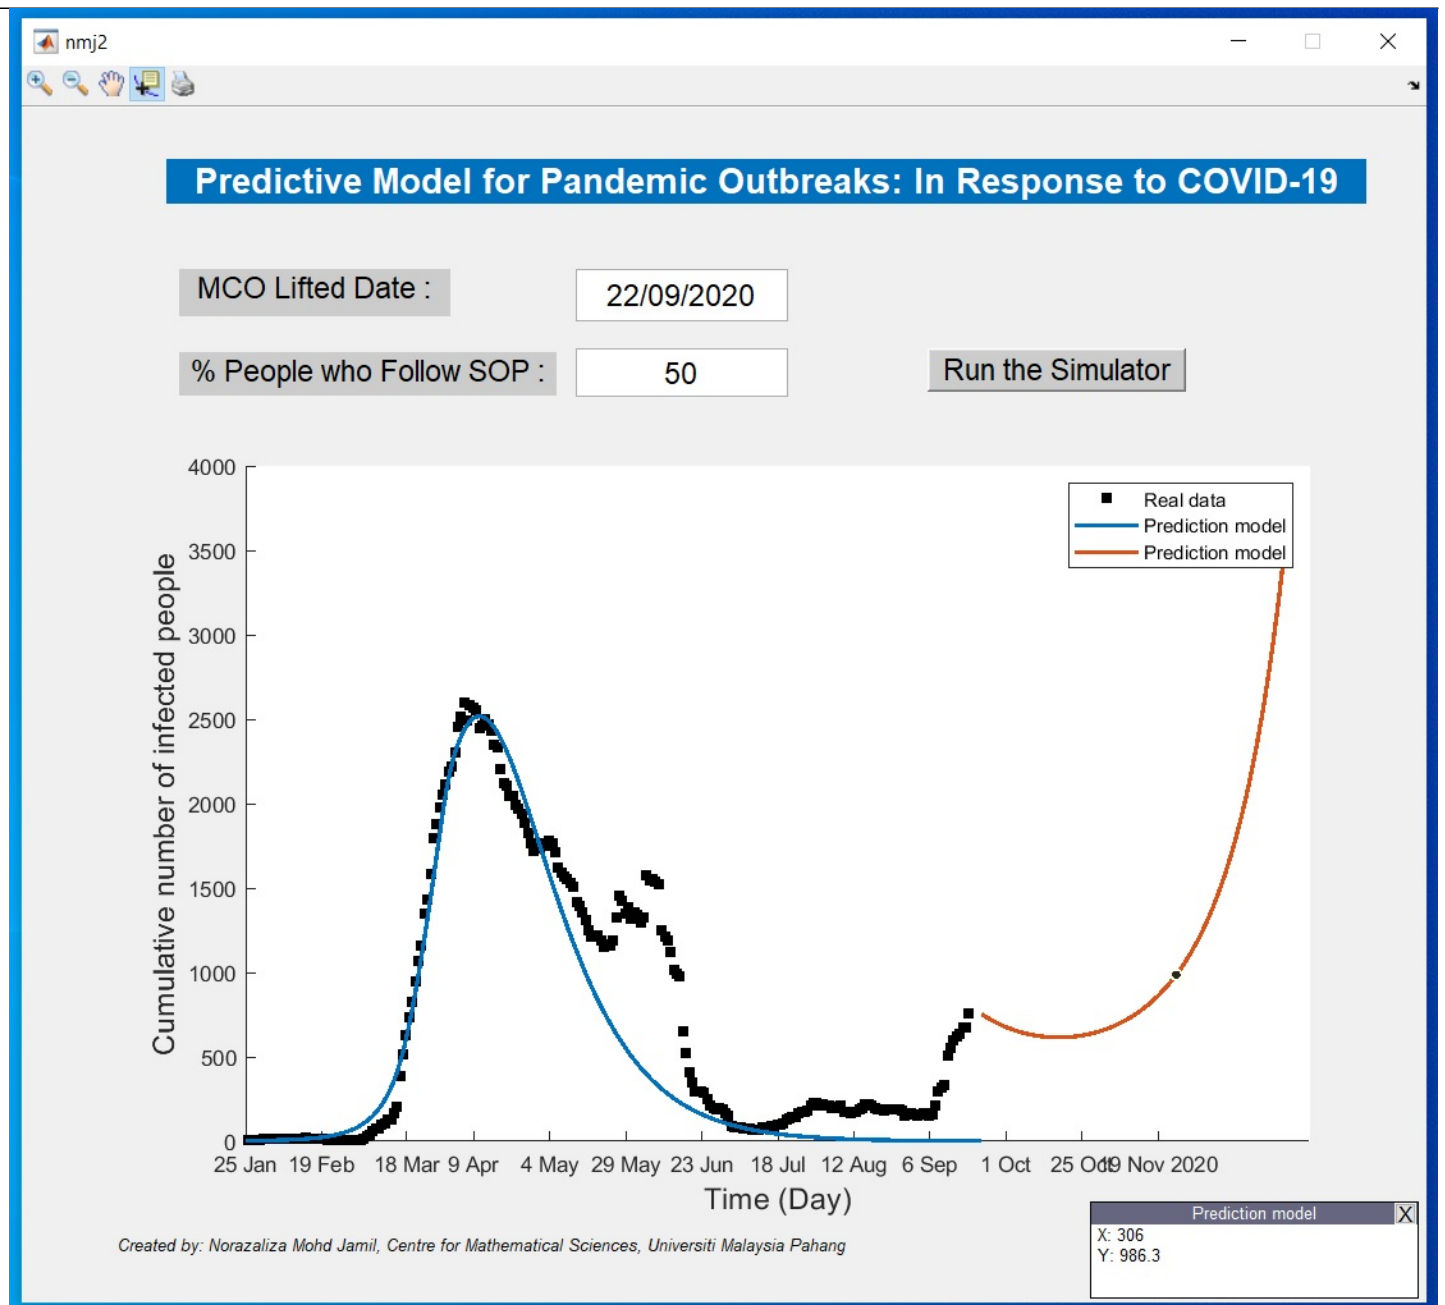 nmj2
Predictive Model for Pandemic Outbreaks: In Response to COVID-19
MCO Lifted Date :
22/09/2020
% People who Follow SOP :
50
Run the Simulator
4000
3500
3000
2500
2000
1500
1000
500
0
Cumulative number of infected people
Real data
Prediction model
Prediction model
25 Jan 19 Feb 18 Mar 9 Apr 4 May 29 May 23 Jun 18 Jul 12 Aug 6 Sep 1 Oct 25 Oct 19 Nov 2020
Time (Day)
Prediction model X
X: 306
Y: 986.3
Created by: Norazaliza Mohd Jamil, Centre for Mathematical Sciences, Universiti Malaysia Pahang